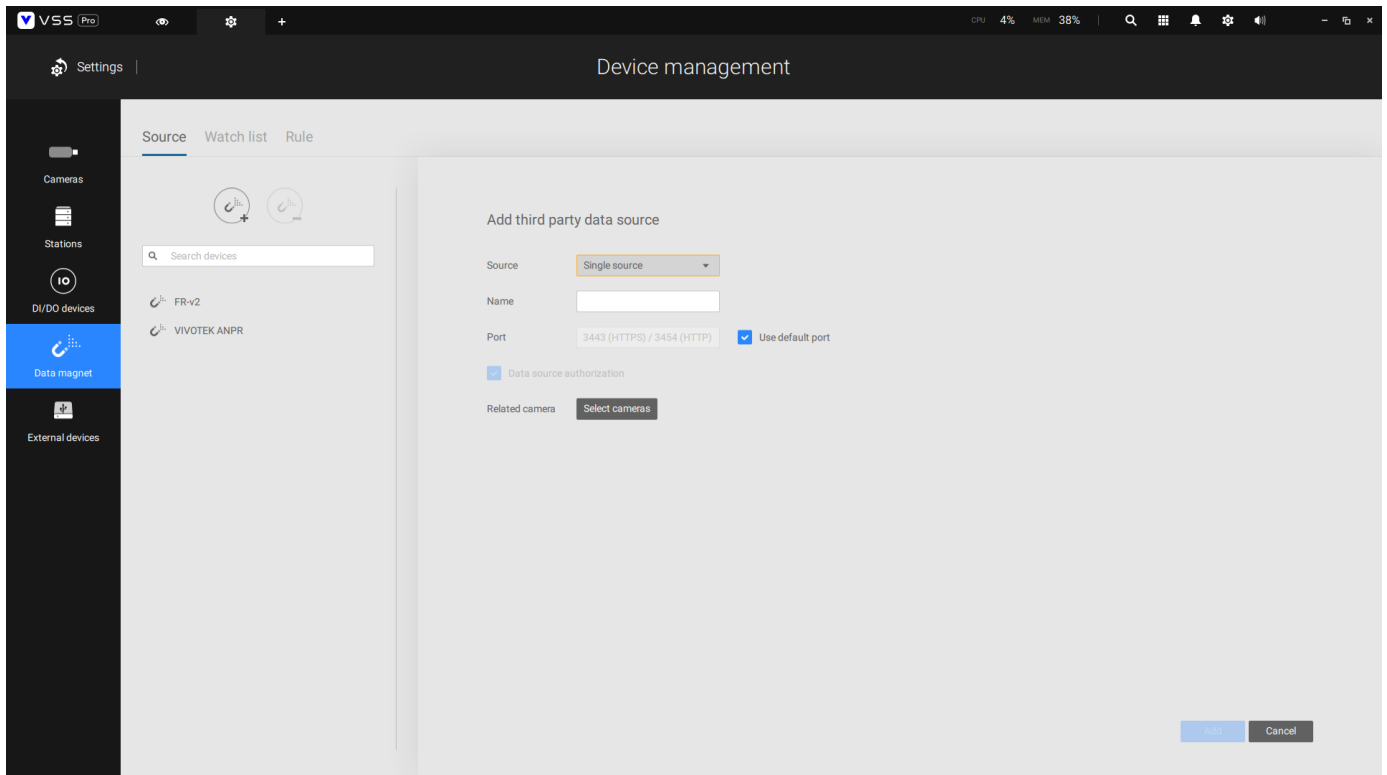 VSS Pro
CPU 4% MEM 38%
Settings
Device management
Source Watch list Rule
Cameras
Stations
IO
DI/DO devices
Data magnet
External devices
Search devices
FR-v2
VIVOTEK ANPR
Add third party data source
Source Single source
Name
Port 3443 (HTTPS) / 3454 (HTTP) Use default port
Data source authorization
Related camera Select cameras
Add Cancel